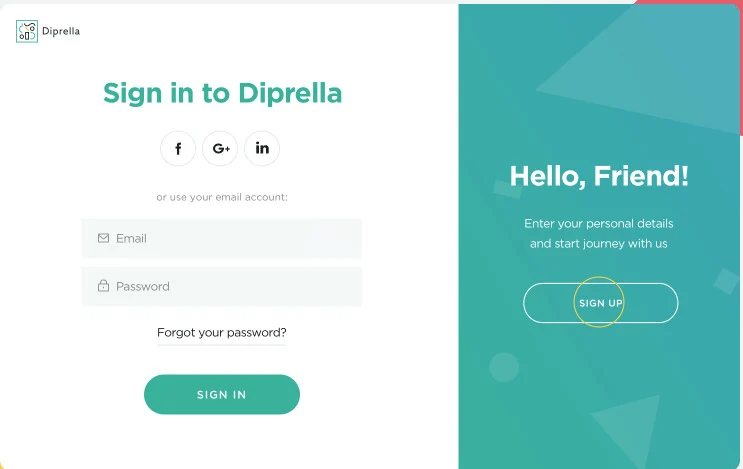 Diprella
Sign in to Diprella
f G+ in
or use your email account:
Email
Password
Forgot your password?
SIGN IN
Hello, Friend!
Enter your personal details
and start journey with us
SIGN UP